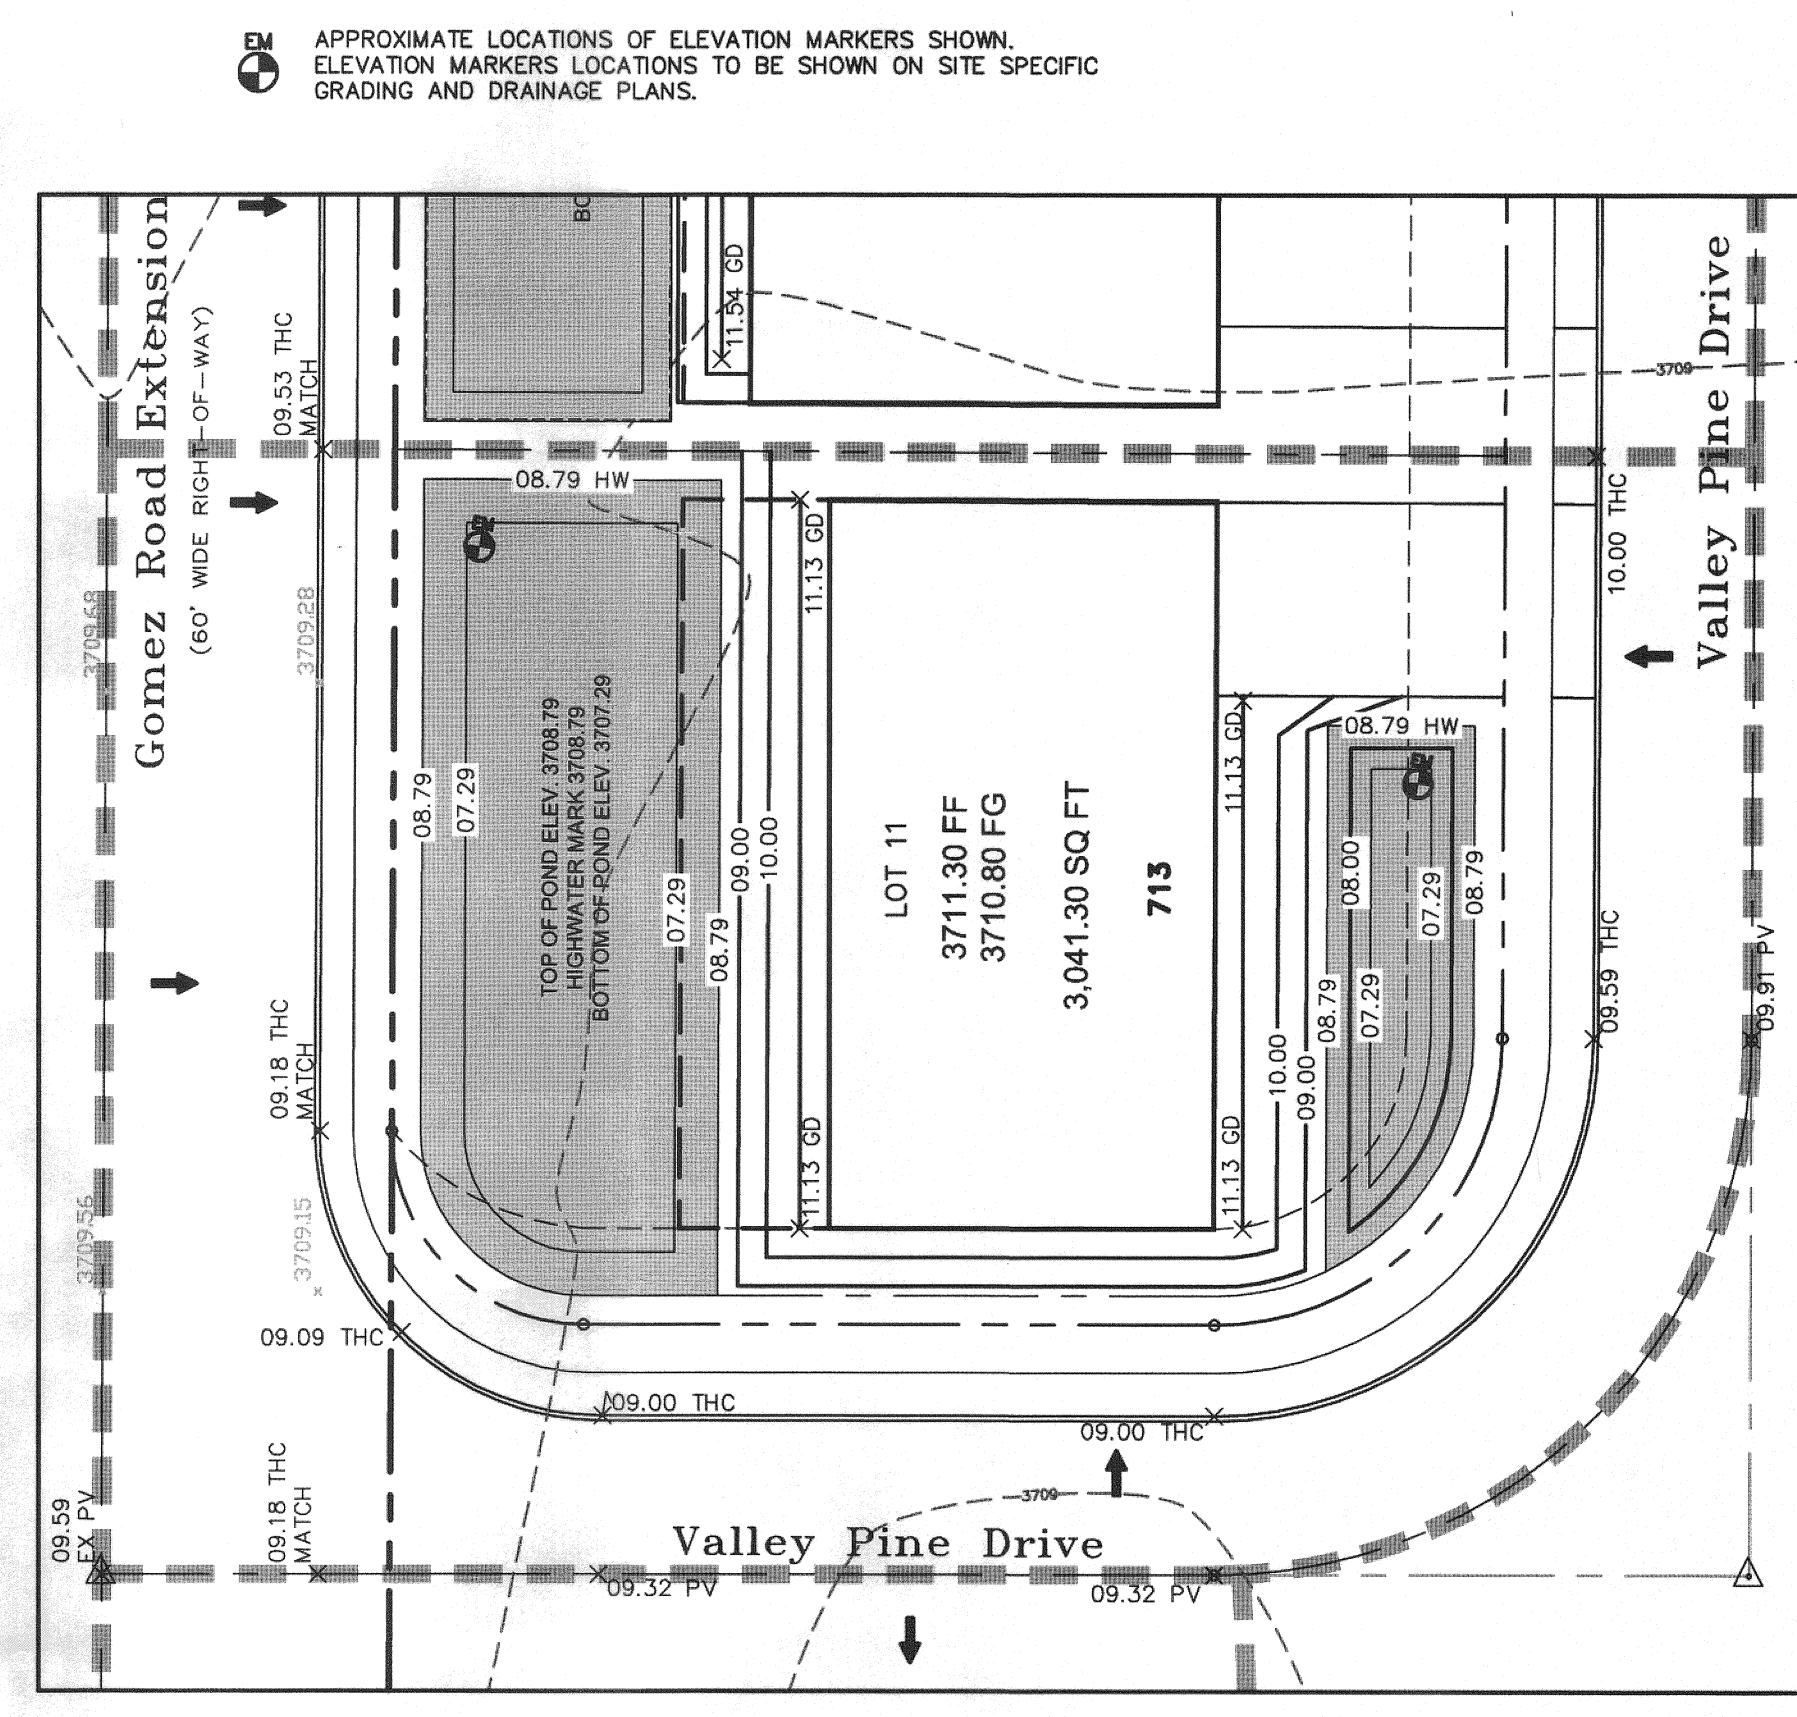 EM
APPROXIMATE LOCATIONS OF ELEVATION MARKERS SHOWN.
ELEVATION MARKERS LOCATIONS TO BE SHOWN ON SITE SPECIFIC
GRADING AND DRAINAGE PLANS.
Gomez Road Extension
(60' WIDE RIGHT-OF-WAY)
09.53 THC
MATCH
BO
11.54 GD
3709
Valley Pine Drive
08.79 HW
EM
11.13 GD
10.00 THC
3709.68
3709.28
08.79
07.29
TOP OF POND ELEV. 3708.79
HIGHWATER MARK 3708.79
BOTTOM OF POND ELEV. 3707.29
07.29
08.79
09.00
10.00
LOT 11
3711.30 FF
3710.80 FG
3,041.30 SQ FT
713
11.13 GD
08.79 HW
EM
08.00
07.29
08.79
08.79
07.29
10.00
09.00
09.59 THC
09.91 PV
09.18 THC
MATCH
11.13 GD
11.13 GD
3709.56
3709.15
09.09 THC
09.00 THC
09.00 THC
09.59
EX PV
09.18 THC
MATCH
3709
Valley Pine Drive
09.32 PV
09.32 PV